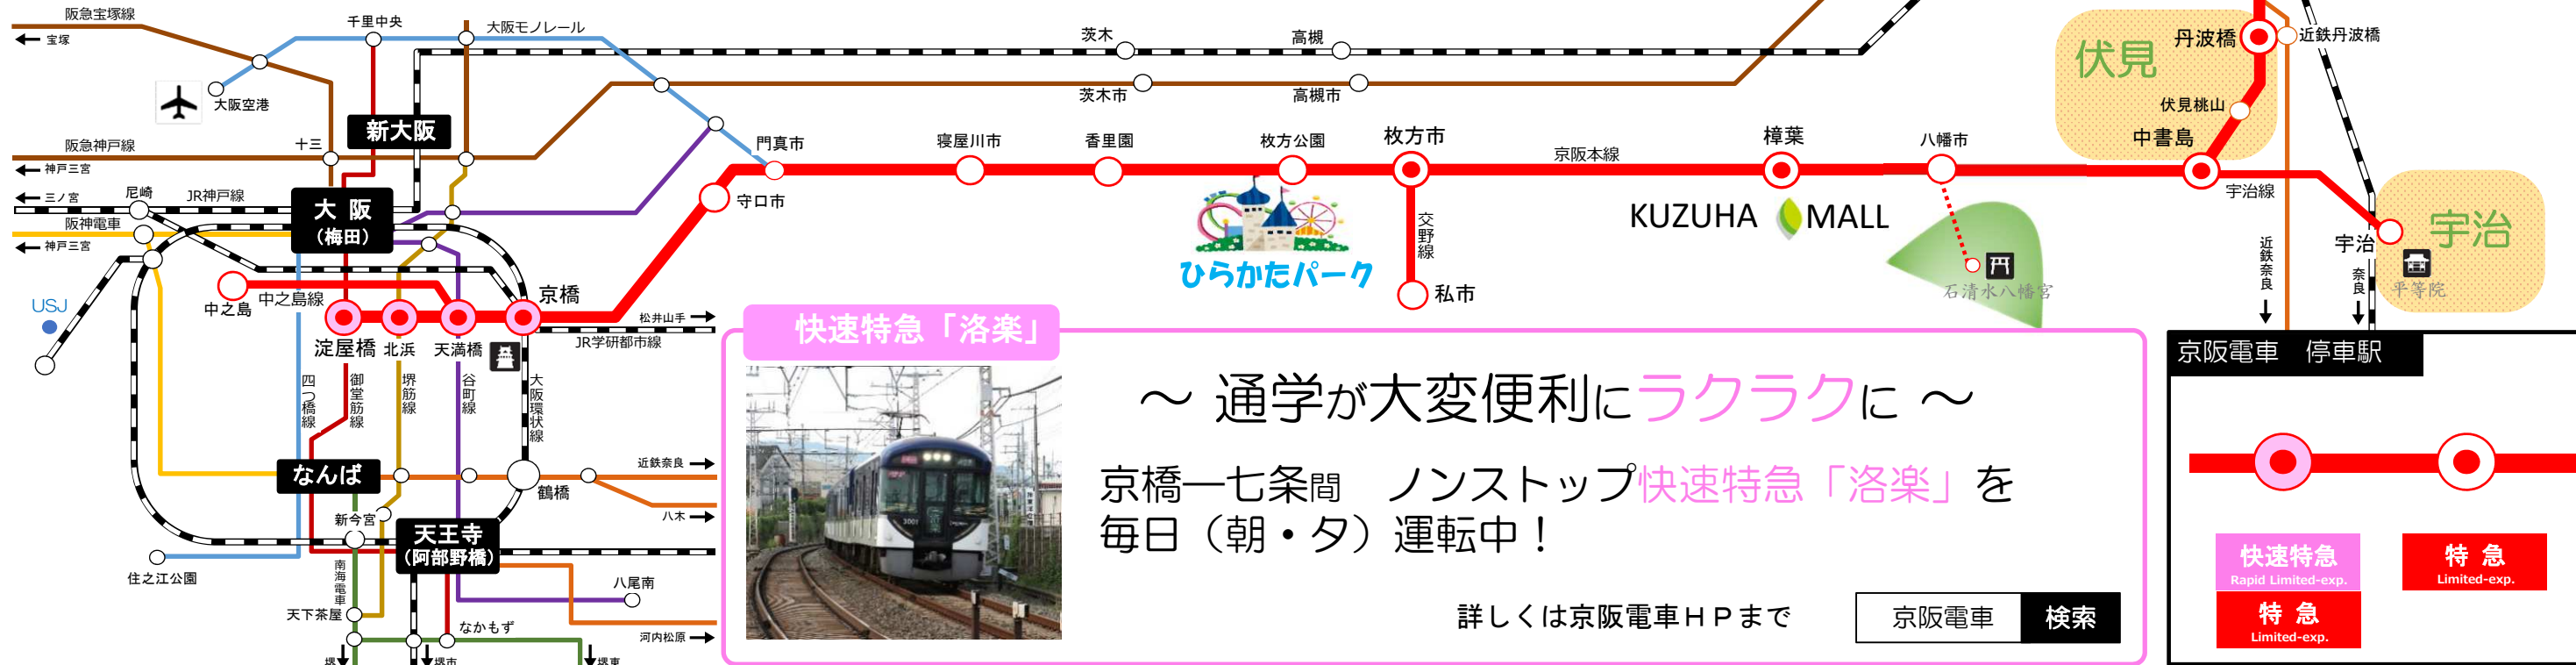 阪急宝塚線
宝塚
千里中央
大阪モノレール
大阪空港
新大阪
阪急神戸線
神戸三宮
十三
三ノ宮
尼崎
JR神戸線
大 阪
(梅田)
阪神電車
神戸三宮
USJ
中之島
中之島線
淀屋橋
北浜
天満橋
京橋
松井山手
JR学研都市線
四つ橋線
御堂筋線
堺筋線
谷町線
大阪環状線
なんば
近鉄奈良
鶴橋
八木
新今宮
天王寺
(阿部野橋)
住之江公園
南海電車
八尾南
天下茶屋
なかもず
河内松原
堺
堺市
堺東
茨木
高槻
茨木市
高槻市
門真市
守口市
寝屋川市
香里園
枚方公園
枚方市
京阪本線
樟葉
八幡市
ひらかたパーク
交野線
私市
KUZUHA MALL
石清水八幡宮
伏見
丹波橋
近鉄丹波橋
伏見桃山
中書島
宇治線
近鉄奈良
奈良
宇治
宇治
平等院
快速特急「洛楽」
～ 通学が大変便利にラクラクに ～
京橋―七条間 ノンストップ快速特急「洛楽」を
毎日（朝・夕）運転中！
詳しくは京阪電車HPまで
京阪電車 検索
3001
京阪電車 停車駅
快速特急
Rapid Limited-exp.
特 急
Limited-exp.
特 急
Limited-exp.